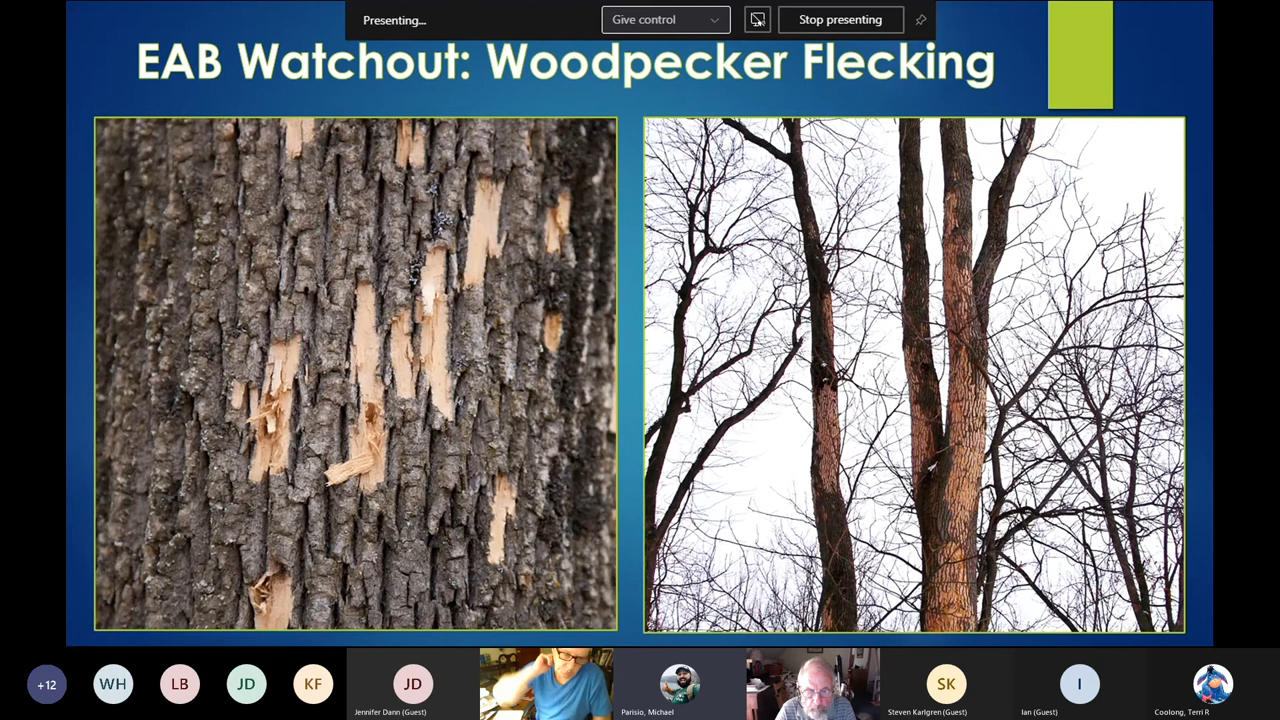 Presenting...
Give control
Stop presenting
EAB Watchout: Woodpecker Flecking
+12
WH
LB
JD
KF
JD
Jennifer Dann (Guest)
Parisio, Michael
SK
Steven Karlgren (Guest)
I
Ian (Guest)
Coolong, Terri R